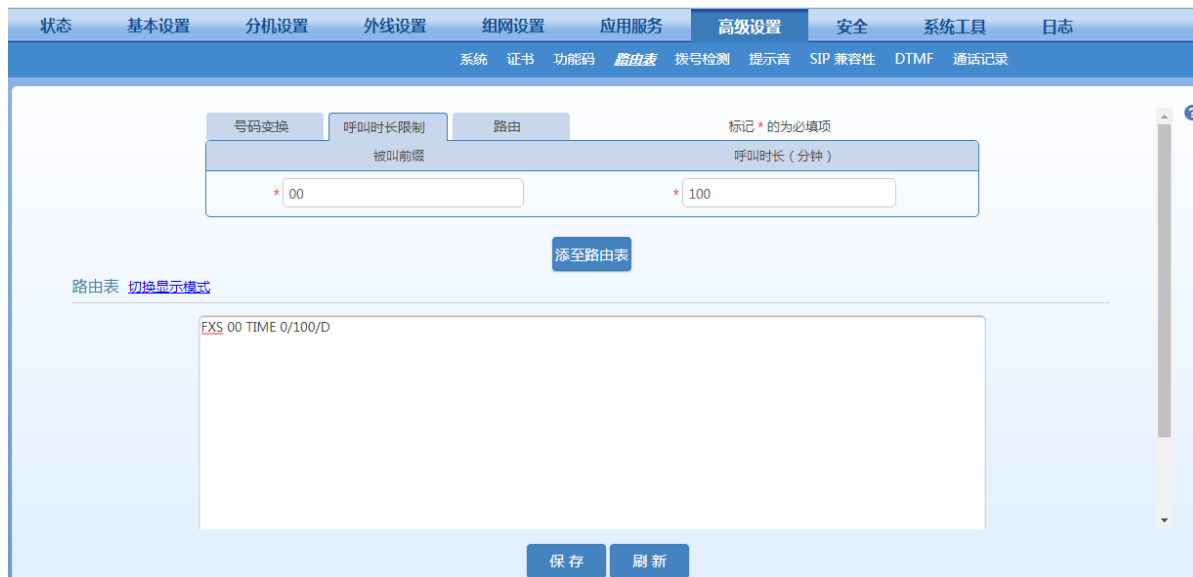 状态 基本设置 分机设置 外线设置 组网设置 应用服务 高级设置 安全 系统工具 日志
系统 证书 功能码 路由表 拨号检测 提示音 SIP 兼容性 DTMF 通话记录
号码变换 呼叫时长限制 路由 标记 * 的为必填项
被叫前缀 呼叫时长（分钟）
* 00 * 100
添至路由表
路由表 切换显示模式
FXS 00 TIME 0/100/D
保存 刷新